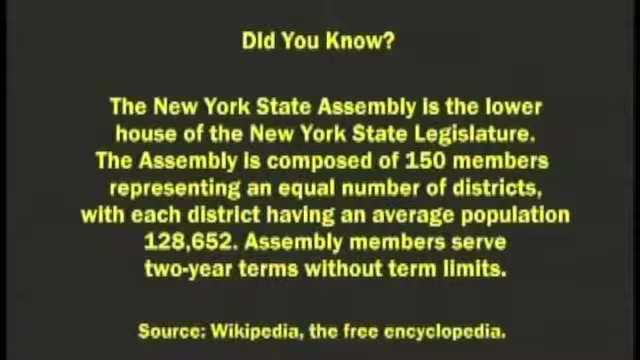 Did You Know?
The New York State Assembly is the lower
house of the New York State Legislature.
The Assembly is composed of 150 members
representing an equal number of districts,
with each district having an average population
128,652. Assembly members serve
two-year terms without term limits.
Source: Wikipedia, the free encyclopedia.